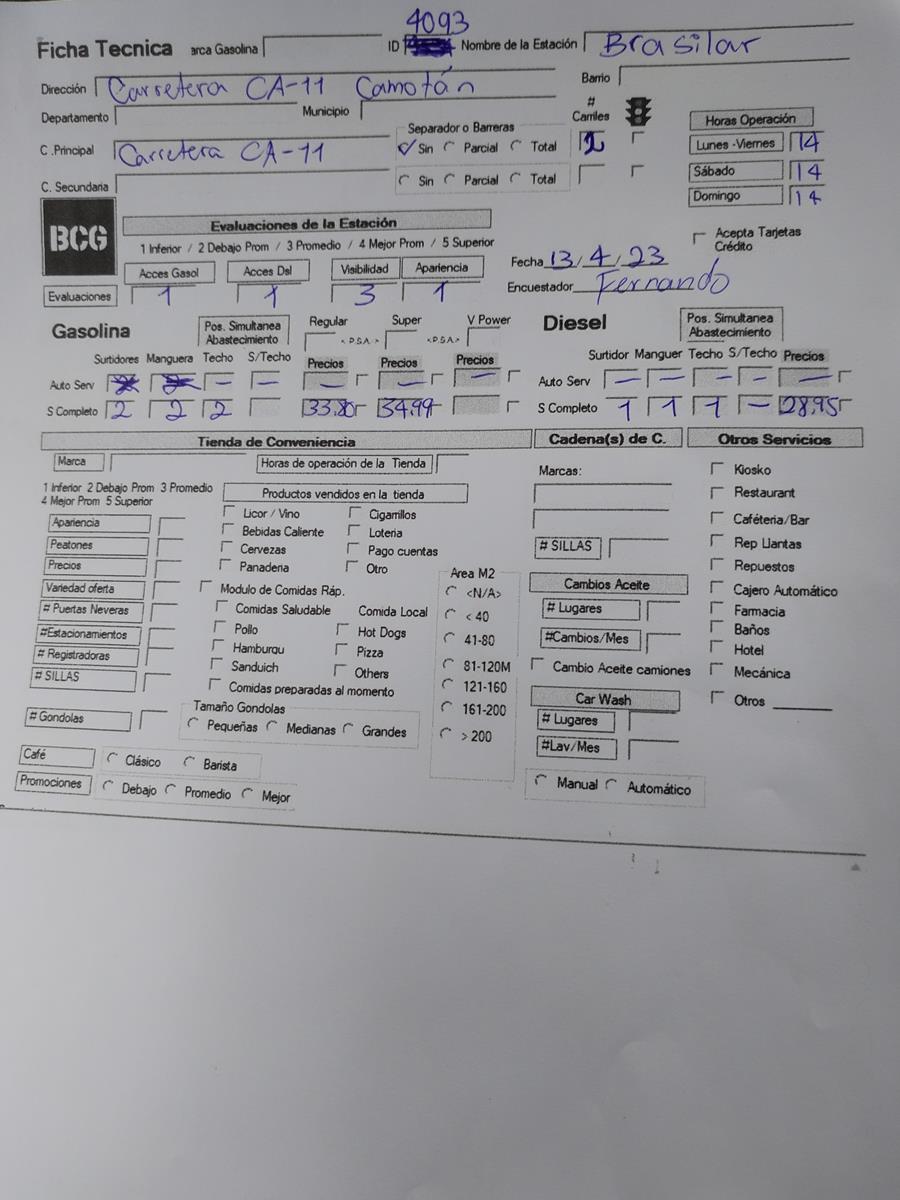 4093
Ficha Tecnica arca Gasolina ID Nombre de la Estación Brasilar
Dirección Carretera CA-11 Camotán Barrio
Departamento Municipio # Carriles Horas Operación
Separador o Barreras
C .Principal Carretera CA-11 Sin Parcial Total 2 Lunes -Viernes 14
C. Secundaria Sin Parcial Total Sábado 14
Domingo 14
BCG
Evaluaciones de la Estación
1 Inferior / 2 Debajo Prom / 3 Promedio / 4 Mejor Prom / 5 Superior
Acepta Tarjetas Crédito
Acces Gasol Acces Dsl Visibilidad Apariencia Fecha 13/4/23
Evaluaciones 1 1 3 1 Encuestador Fernando
Gasolina Pos. Simultanea Abastecimiento Regular <P.S.A.> Super <P.S.A.> V Power Diesel Pos. Simultanea Abastecimiento
Surtidores Manguera Techo S/Techo Precios Precios Precios Surtidor Manguer Techo S/Techo Precios
Auto Serv - - - - - Auto Serv - - - - -
S Completo 2 2 2 33.80 34.99 S Completo 1 1 1 - 28.95
Tienda de Conveniencia Cadena(s) de C. Otros Servicios
Marca Horas de operación de la Tienda Marcas: Kiosko
1 Inferior 2 Debajo Prom 3 Promedio
4 Mejor Prom 5 Superior
Productos vendidos en la tienda Restaurant
Apariencia Licor / Vino Cigarrillos Caféteria/Bar
Peatones Bebidas Caliente Loteria # SILLAS Rep Llantas
Precios Cervezas Pago cuentas Repuestos
Panaderia Otro Area M2
Variedad oferta Modulo de Comidas Ráp. <N/A> Cambios Aceite Cajero Automático
# Puertas Neveras Comidas Saludable Comida Local < 40 # Lugares Farmacia
#Estacionamientos Pollo Hot Dogs 41-80 #Cambios/Mes Baños
# Registradoras Hamburqu Pizza 81-120M Hotel
# SILLAS Sanduich Others 121-160 Cambio Aceite camiones Mecánica
Comidas preparadas al momento
Tamaño Gondolas 161-200 Car Wash Otros
# Gondolas Pequeñas Medianas Grandes > 200 # Lugares
Café Clásico Barista #Lav/Mes
Promociones Debajo Promedio Mejor Manual Automático